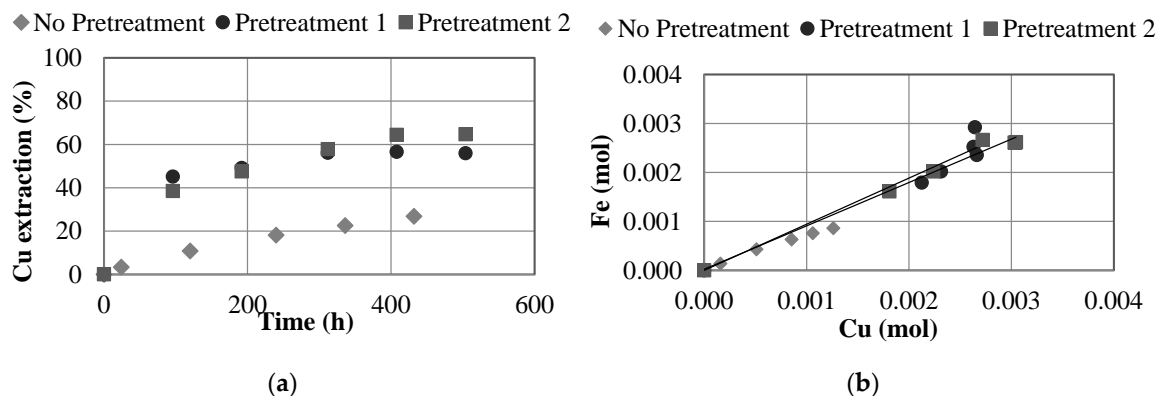 No Pretreatment Pretreatment 1 Pretreatment 2
100
80
60
40
20
0
Cu extraction (%)
0 200 400 600
Time (h)
(a)
No Pretreatment Pretreatment 1 Pretreatment 2
0.004
0.003
0.002
0.001
0.000
Fe (mol)
0.000 0.001 0.002 0.003 0.004
Cu (mol)
(b)